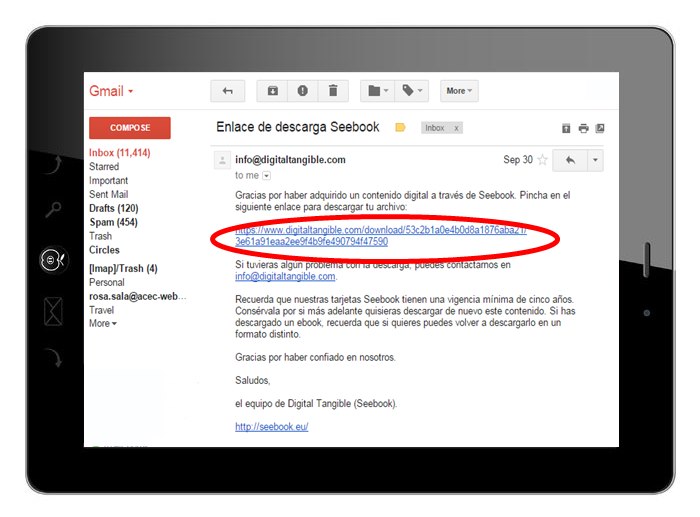 Gmail
More
COMPOSE
Enlace de descarga Seebook
Inbox x
Inbox (11,414)
Starred
Important
Sent Mail
Drafts (120)
Spam (454)
Trash
Circles
[Imap]/Trash (4)
Personal
rosa.sala@acec-web...
Travel
More
info@digitaltangible.com
Sep 30
to me
Gracias por haber adquirido un contenido digital a través de Seebook. Pincha en el
siguiente enlace para descargar tu archivo:
https://www.digitaltangible.com/download/53c2b1a0e4b0d8a1876aba21/
3e61a91eaa2ee9f4b9fe490794f47590
Si tuvieras algún problema con la descarga, puedes contactarnos en
info@digitaltangible.com.
Recuerda que nuestras tarjetas Seebook tienen una vigencia mínima de cinco años.
Consérvala por si más adelante quisieras descargar de nuevo este contenido. Si has
descargado un ebook, recuerda que si quieres puedes volver a descargarlo en un
formato distinto.
Gracias por haber confiado en nosotros.
Saludos,
el equipo de Digital Tangible (Seebook).
http://seebook.eu/